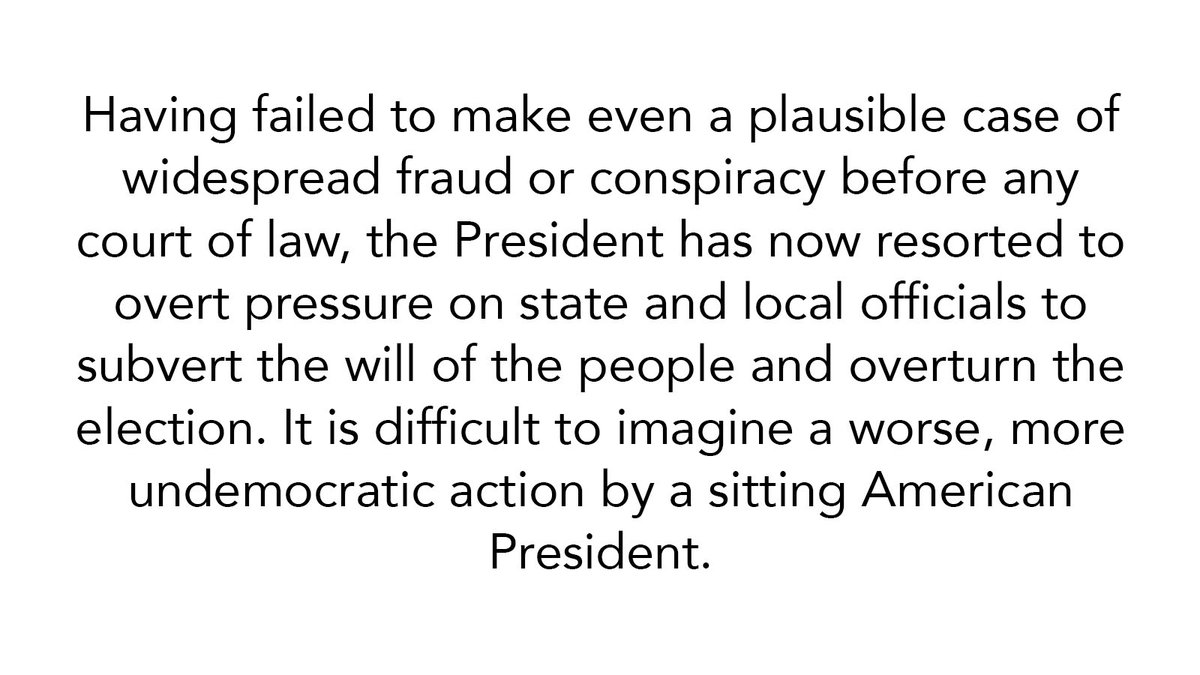 Having failed to make even a plausible case of
widespread fraud or conspiracy before any
court of law, the President has now resorted to
overt pressure on state and local officials to
subvert the will of the people and overturn the
election. It is difficult to imagine a worse, more
undemocratic action by a sitting American
President.